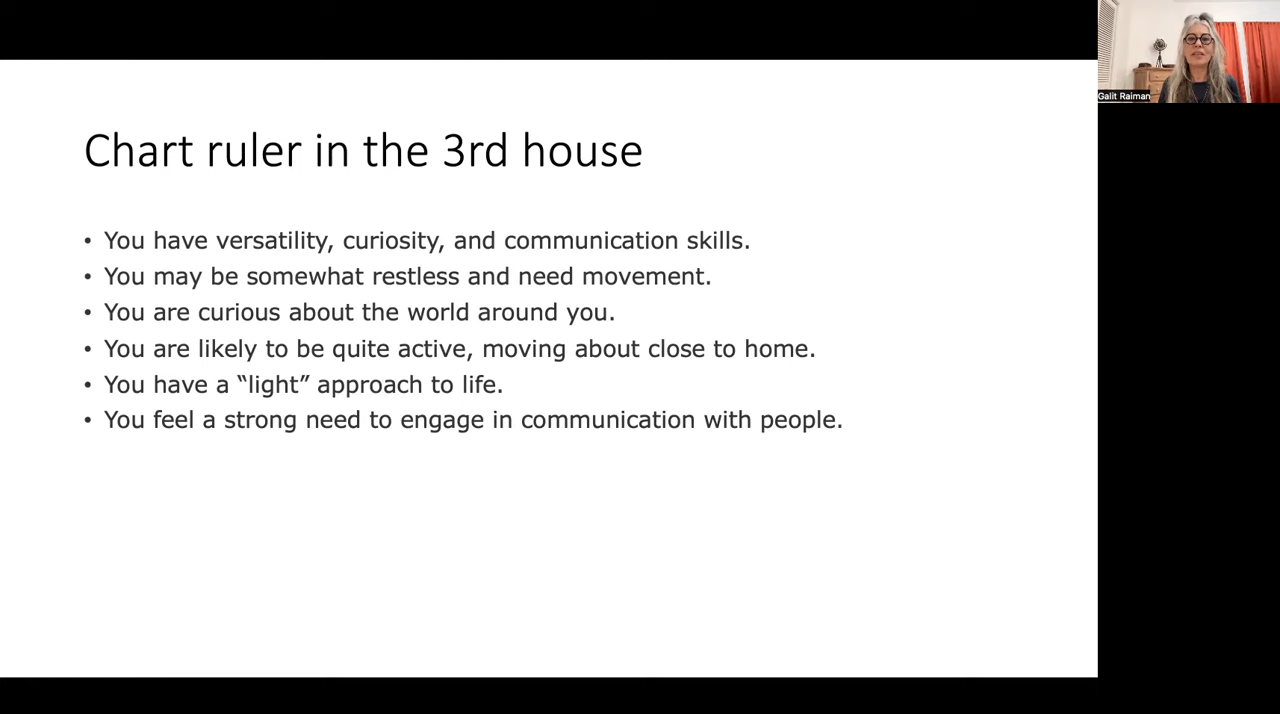 Chart ruler in the 3rd house
• You have versatility, curiosity, and communication skills.
• You may be somewhat restless and need movement.
• You are curious about the world around you.
• You are likely to be quite active, moving about close to home.
• You have a “light” approach to life.
• You feel a strong need to engage in communication with people.
Galit Raiman